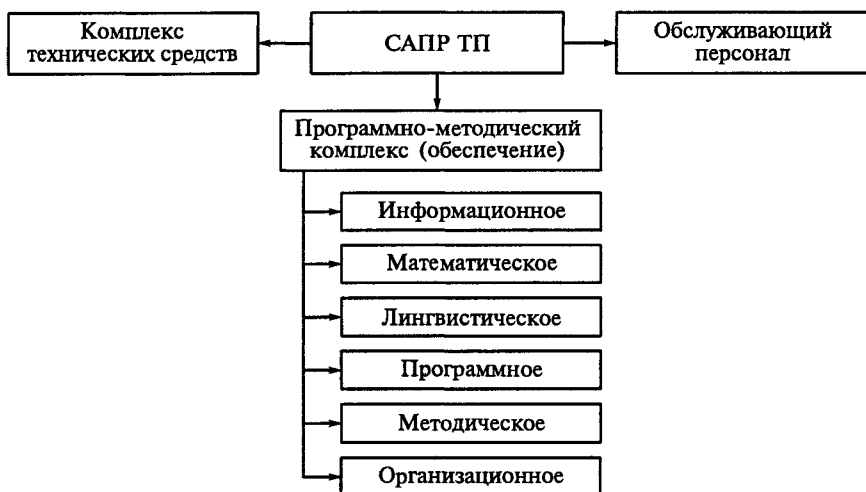 Комплекс
технических средств
САПР ТП
Обслуживающий
персонал
Программно-методический
комплекс (обеспечение)
Информационное
Математическое
Лингвистическое
Программное
Методическое
Организационное